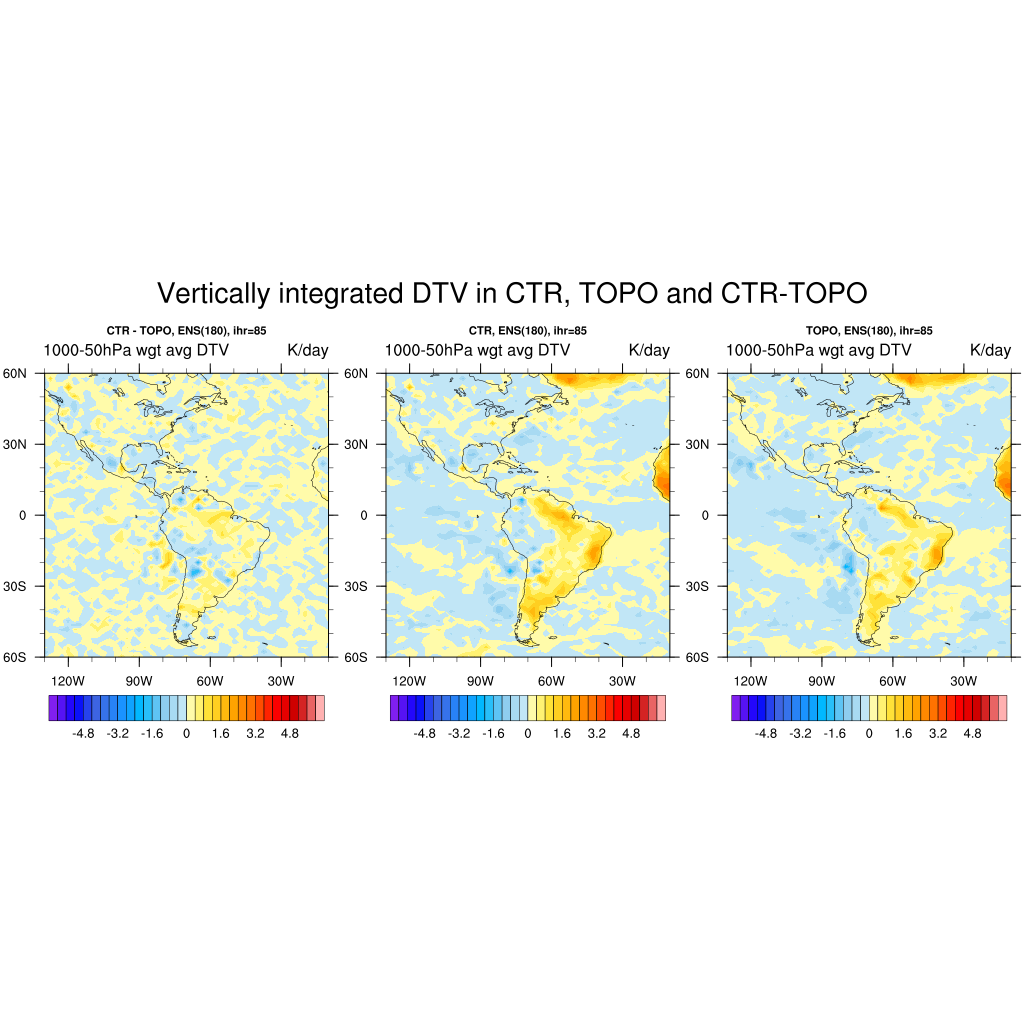 Vertically integrated DTV in CTR, TOPO and CTR-TOPO
CTR - TOPO, ENS(180), ihr=85
1000-50hPa wgt avg DTV K/day
60N
30N
0
30S
60S
120W 90W 60W 30W
-4.8 -3.2 -1.6 0 1.6 3.2 4.8
CTR, ENS(180), ihr=85
1000-50hPa wgt avg DTV K/day
60N
30N
0
30S
60S
120W 90W 60W 30W
-4.8 -3.2 -1.6 0 1.6 3.2 4.8
TOPO, ENS(180), ihr=85
1000-50hPa wgt avg DTV K/day
60N
30N
0
30S
60S
120W 90W 60W 30W
-4.8 -3.2 -1.6 0 1.6 3.2 4.8